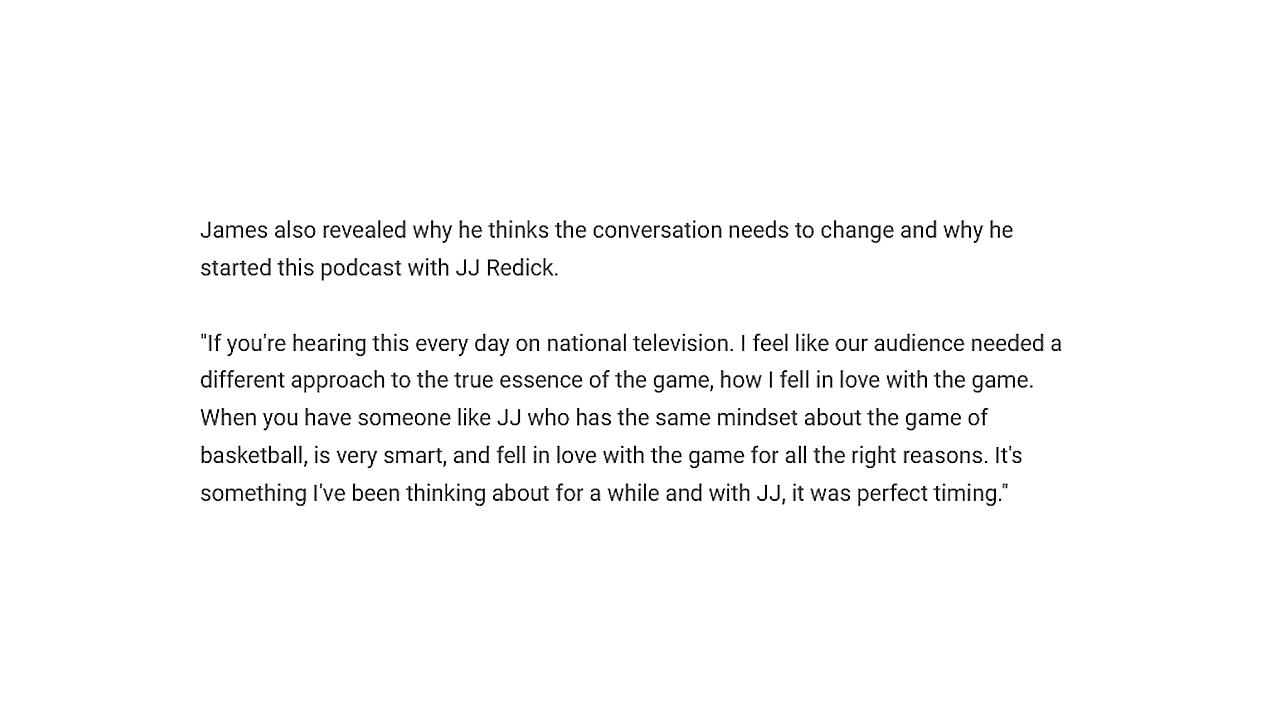 James also revealed why he thinks the conversation needs to change and why he
started this podcast with JJ Redick.
"If you're hearing this every day on national television. I feel like our audience needed a
different approach to the true essence of the game, how I fell in love with the game.
When you have someone like JJ who has the same mindset about the game of
basketball, is very smart, and fell in love with the game for all the right reasons. It's
something I've been thinking about for a while and with JJ, it was perfect timing."